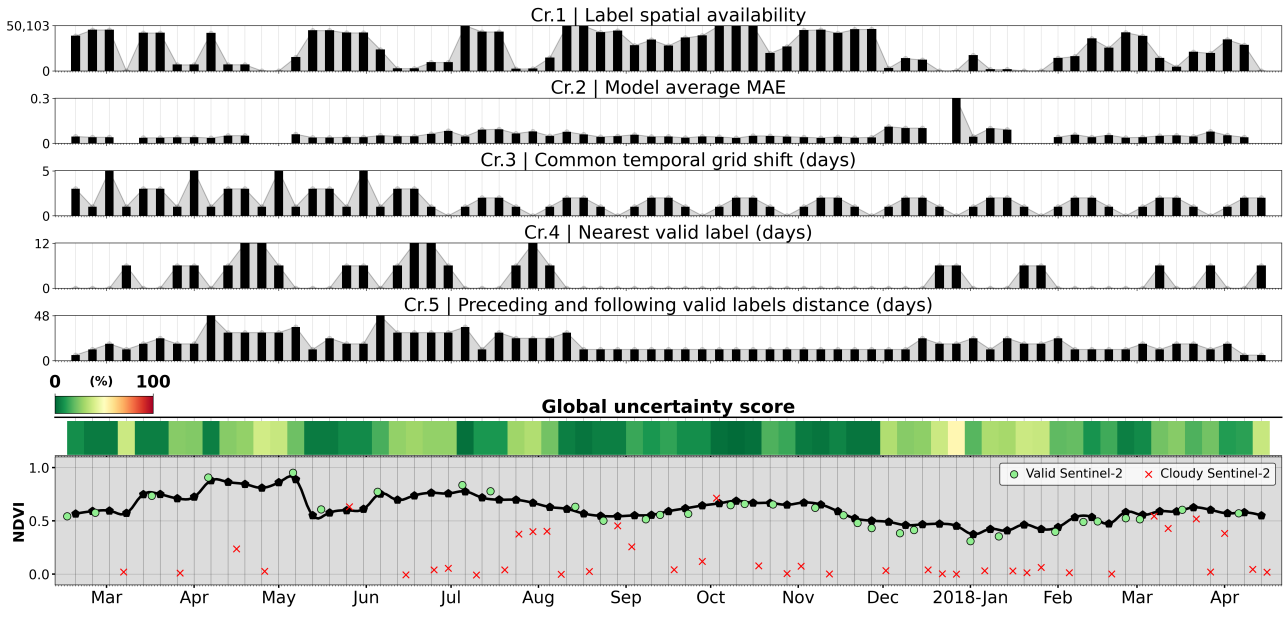 Cr.1 | Label spatial availability
50,103
0
Cr.2 | Model average MAE
0.3
0
Cr.3 | Common temporal grid shift (days)
5
0
Cr.4 | Nearest valid label (days)
12
0
Cr.5 | Preceding and following valid labels distance (days)
48
0
0 (%) 100
Global uncertainty score
Valid Sentinel-2 Cloudy Sentinel-2
NDVI
1.0
0.5
0.0
Mar Apr May Jun Jul Aug Sep Oct Nov Dec 2018-Jan Feb Mar Apr